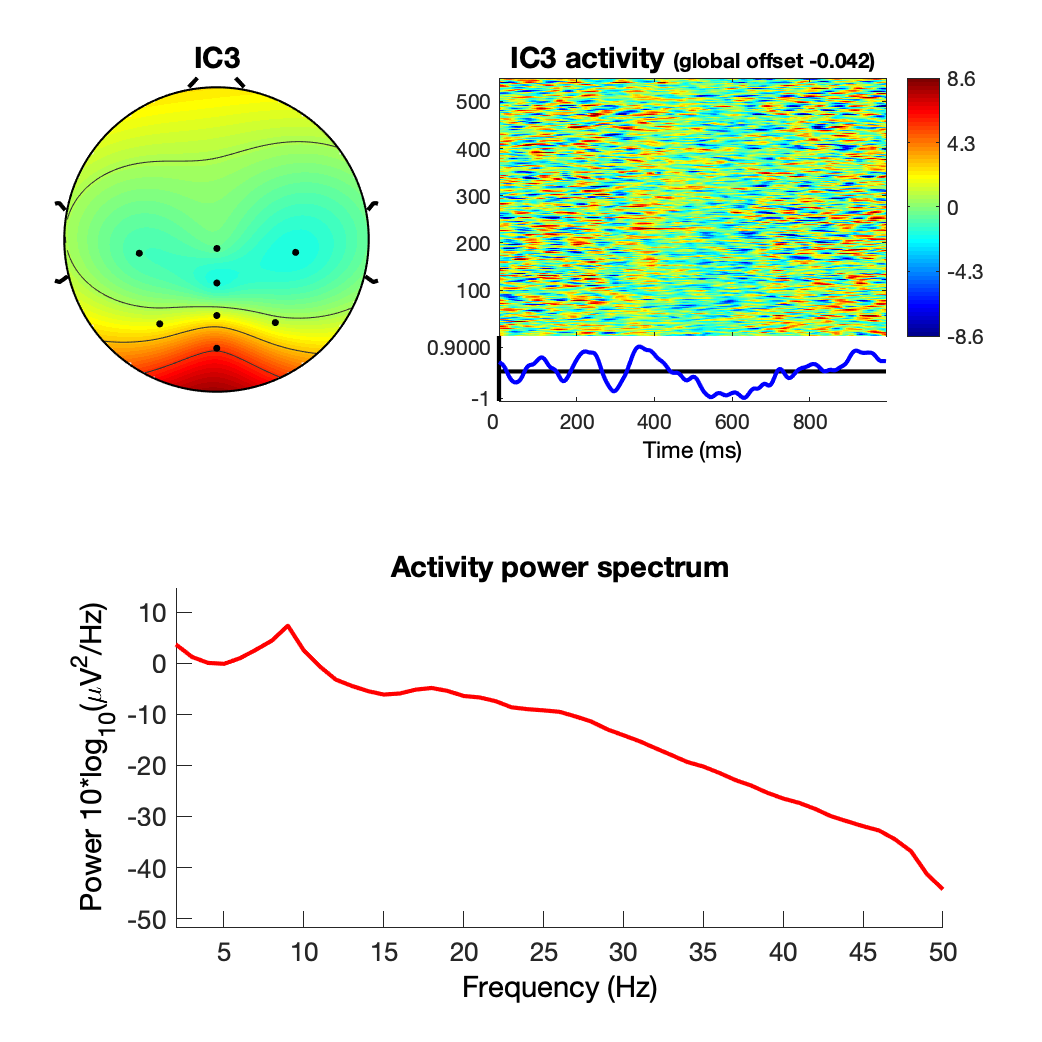 IC3
IC3 activity (global offset -0.042)
500
400
300
200
100
8.6
4.3
0
-4.3
-8.6
0.9000
-1
0 200 400 600 800
Time (ms)
Activity power spectrum
Power 10*log10(μV2/Hz)
10
0
-10
-20
-30
-40
-50
5 10 15 20 25 30 35 40 45 50
Frequency (Hz)